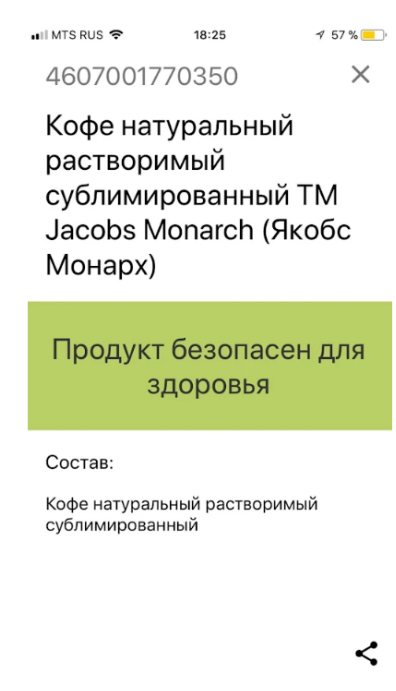 MTS RUS 18:25 57 %
4607001770350
Кофе натуральный
растворимый
сублимированный ТМ
Jacobs Monarch (Якобс
Монарх)
Продукт безопасен для
здоровья
Состав:
Кофе натуральный растворимый
сублимированный